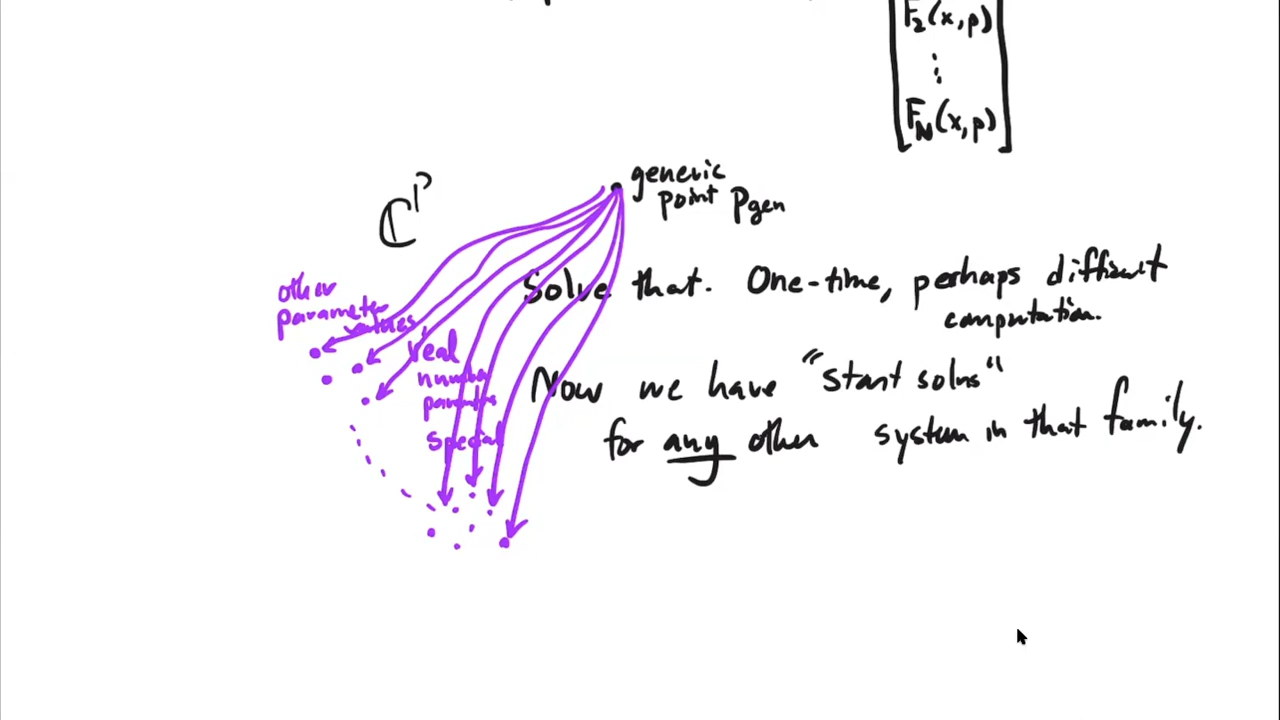 F₂(x,p)
⋮
F_N(x,p)
generic
point Pgen
ℂᴾ
Solve that. One-time, perhaps difficult
computation.
other
parameter
values
real
number
parameters
special
Now we have "start solns"
for any other system in that family.